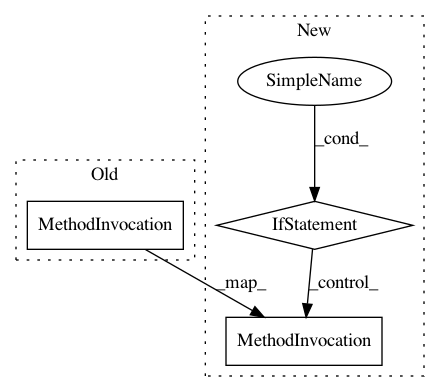 New
SimpleName
_cond_
Old
MethodInvocation
IfStatement
_map_
_control_
MethodInvocation